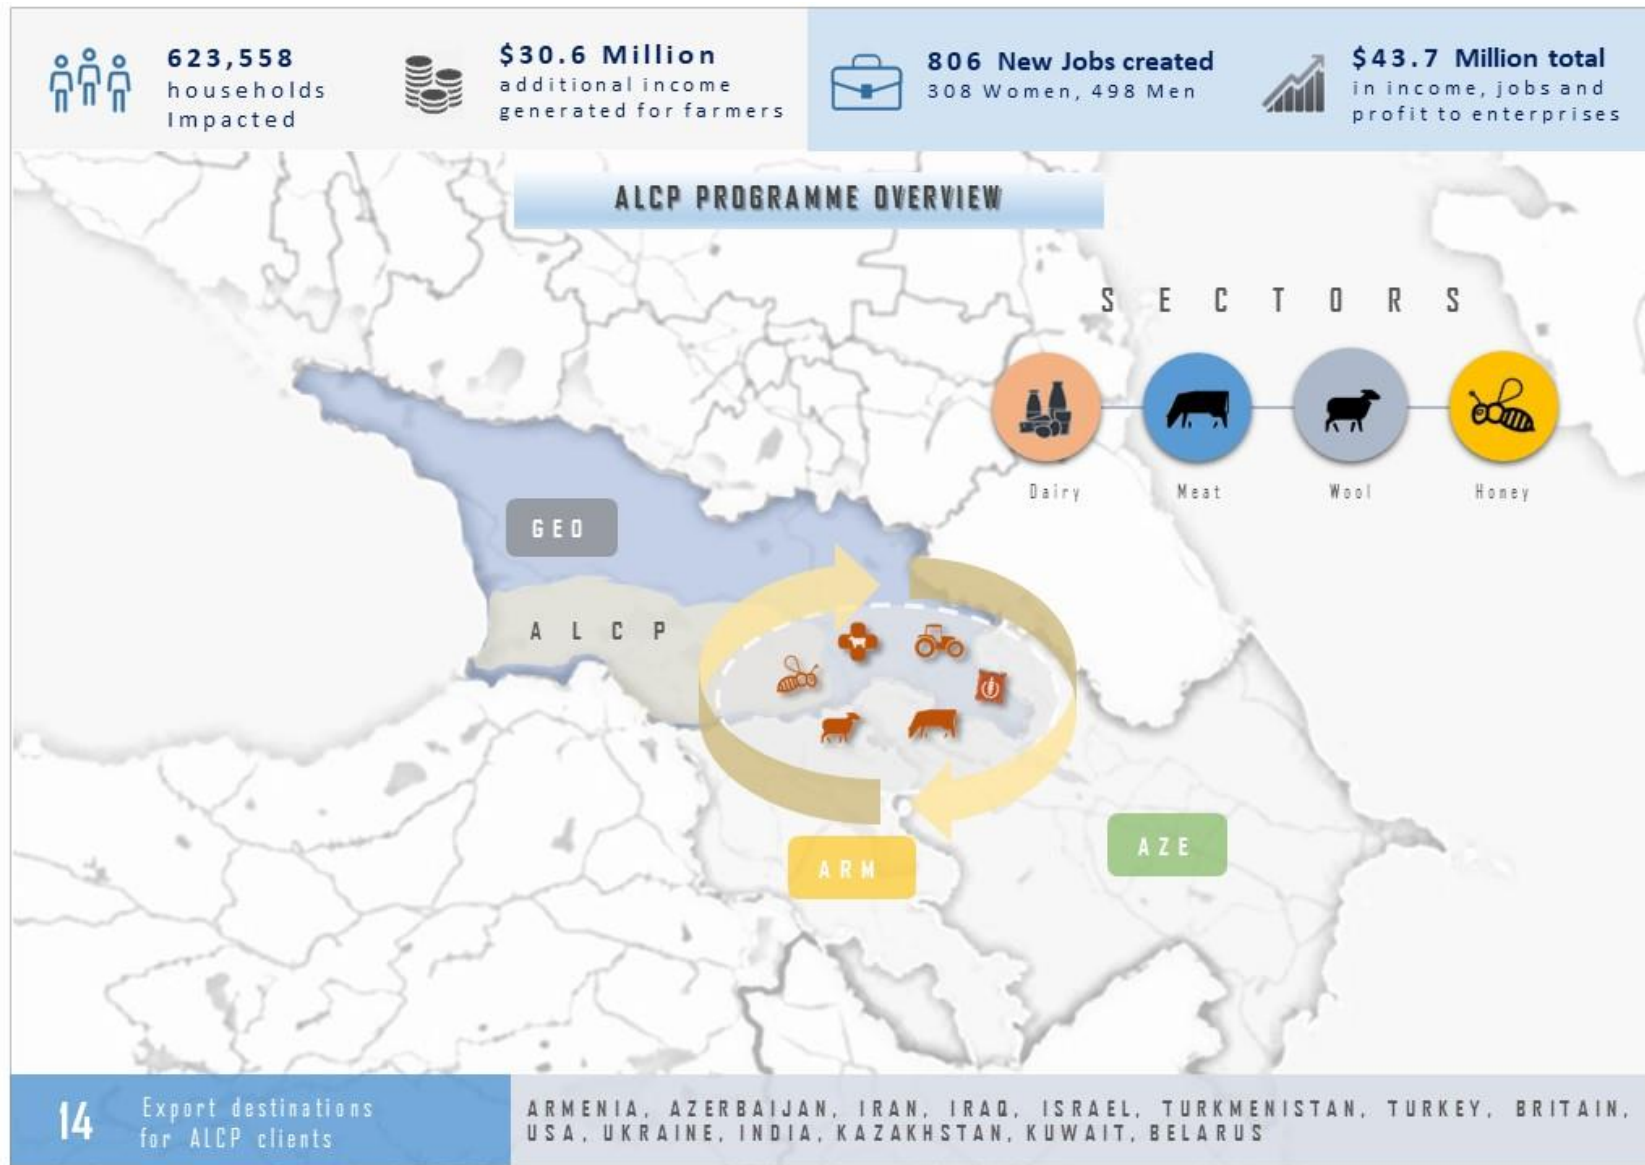 623,558
households
Impacted
$30.6 Million
additional income
generated for farmers
806 New Jobs created
308 Women, 498 Men
$43.7 Million total
in income, jobs and
profit to enterprises
ALCP PROGRAMME OVERVIEW
SECTORS
Dairy
Meat
Wool
Honey
GEO
ALCP
ARM
AZE
14
Export destinations
for ALCP clients
ARMENIA, AZERBAIJAN, IRAN, IRAQ, ISRAEL, TURKMENISTAN, TURKEY, BRITAIN,
USA, UKRAINE, INDIA, KAZAKHSTAN, KUWAIT, BELARUS